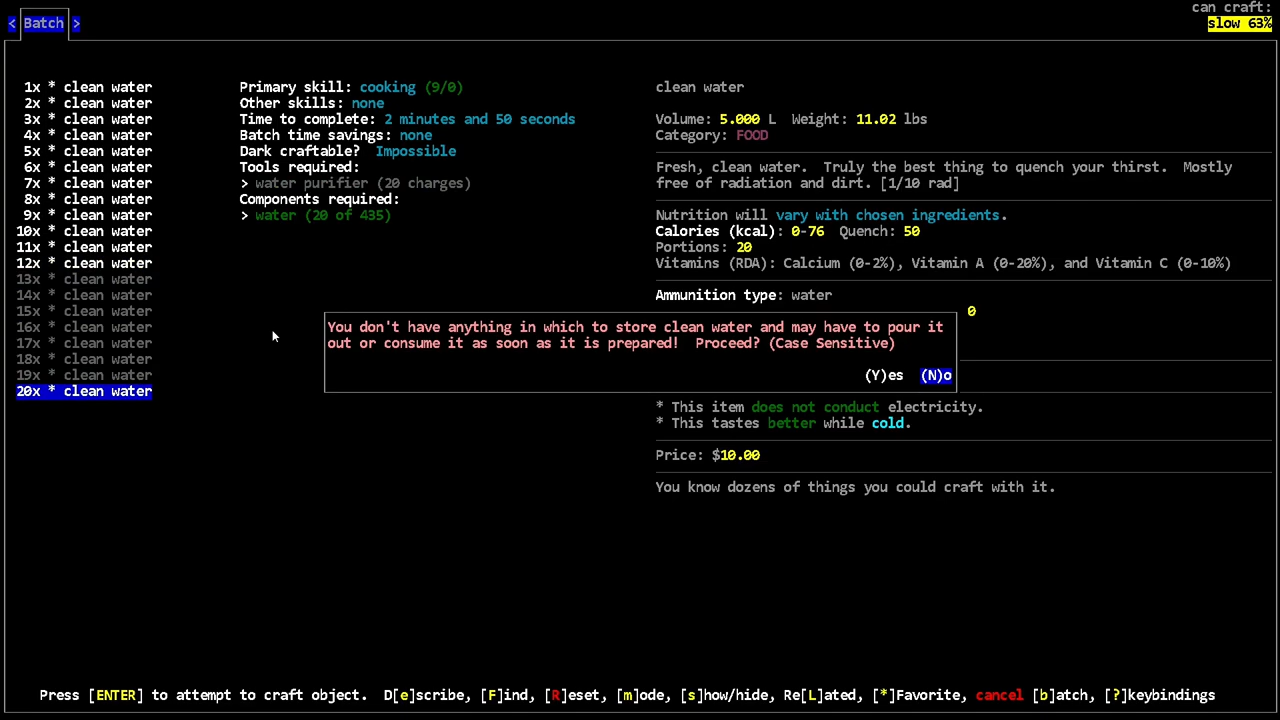 can craft:
< Batch >
slow 63%
1x * clean water
2x * clean water
3x * clean water
4x * clean water
5x * clean water
6x * clean water
7x * clean water
8x * clean water
9x * clean water
10x * clean water
11x * clean water
12x * clean water
13x * clean water
14x * clean water
15x * clean water
16x * clean water
17x * clean water
18x * clean water
19x * clean water
20x * clean water
Primary skill: cooking (9/0)
Other skills: none
Time to complete: 2 minutes and 50 seconds
Batch time savings: none
Dark craftable? Impossible
Tools required:
> water purifier (20 charges)
Components required:
> water (20 of 435)
clean water
Volume: 5.000 L Weight: 11.02 lbs
Category: FOOD
Fresh, clean water. Truly the best thing to quench your thirst. Mostly
free of radiation and dirt. [1/10 rad]
Nutrition will vary with chosen ingredients.
Calories (kcal): 0-76 Quench: 50
Portions: 20
Vitamins (RDA): Calcium (0-2%), Vitamin A (0-20%), and Vitamin C (0-10%)
Ammunition type: water
0
You don't have anything in which to store clean water and may have to pour it
out or consume it as soon as it is prepared! Proceed? (Case Sensitive)
(Y)es (N)o
* This item does not conduct electricity.
* This tastes better while cold.
Price: $10.00
You know dozens of things you could craft with it.
Press [ENTER] to attempt to craft object. D[e]scribe, [F]ind, [R]eset, [m]ode, [s]how/hide, Re[L]ated, [*]Favorite, cancel [b]atch, [?]keybindings